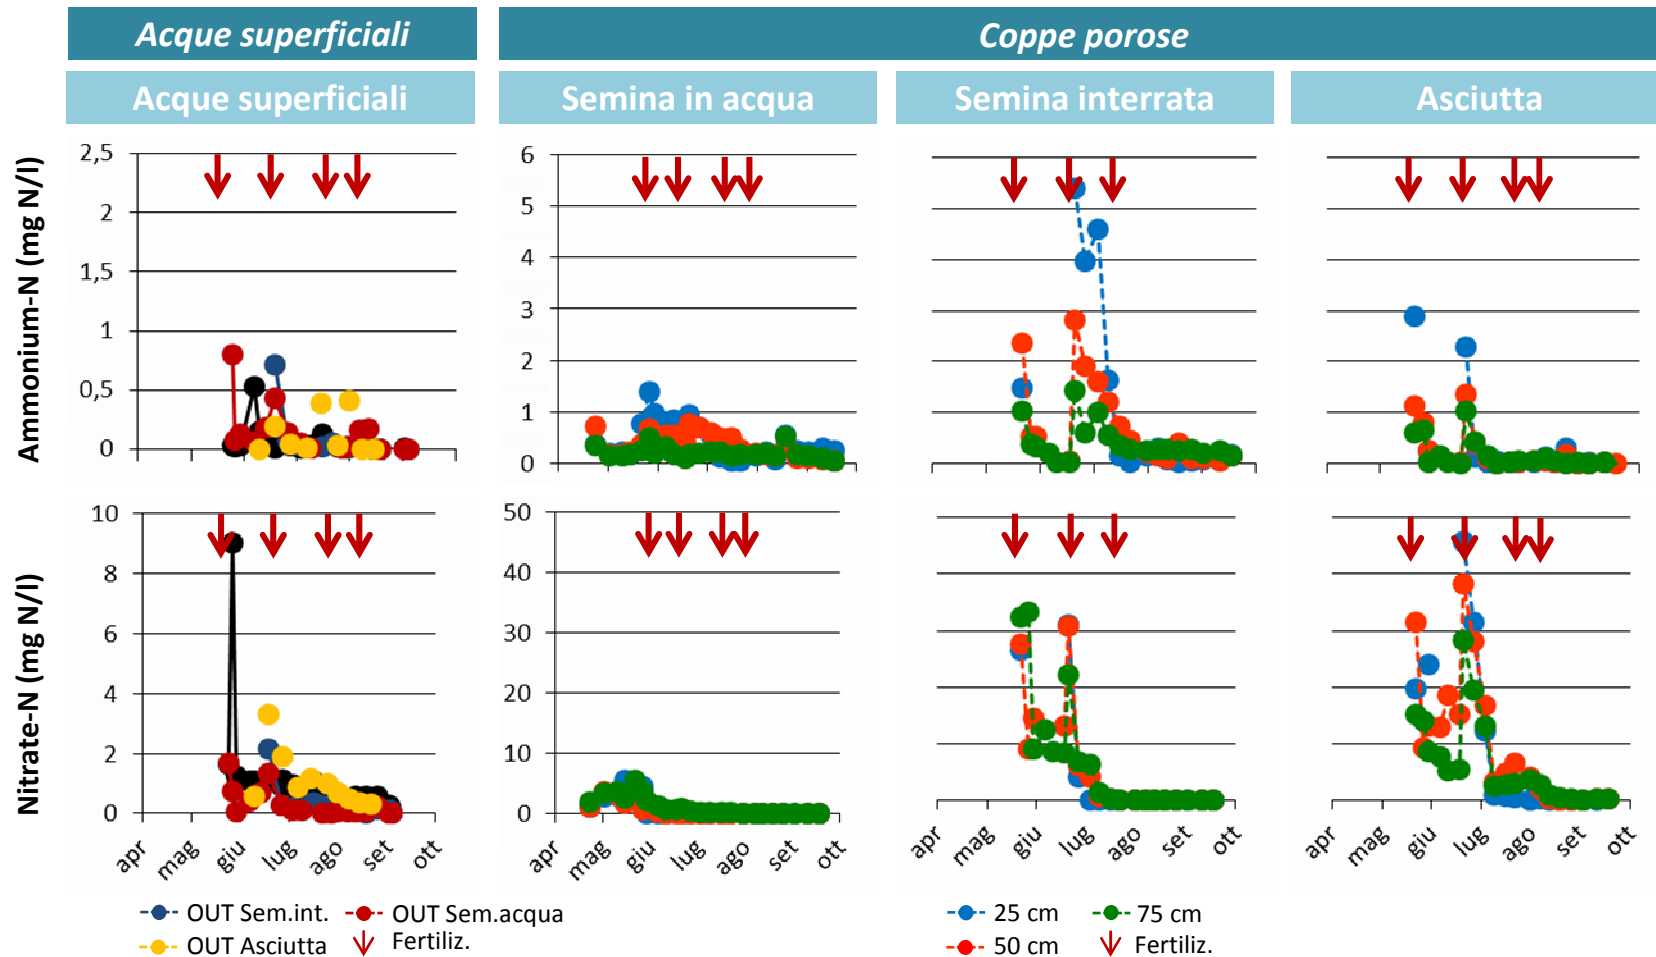 Acque superficiali
Coppe porose
Acque superficiali
Semina in acqua
Semina interrata
Asciutta
Ammonium-N (mg N/l)
2,5
2
1,5
1
0,5
0
6
5
4
3
2
1
0
Nitrate-N (mg N/l)
10
8
6
4
2
0
50
40
30
20
10
0
apr mag giu lug ago set ott
apr mag giu lug ago set ott
apr mag giu lug ago set ott
apr mag giu lug ago set ott
OUT Sem.int.
OUT Sem.acqua
OUT Asciutta
Fertiliz.
25 cm
75 cm
50 cm
Fertiliz.